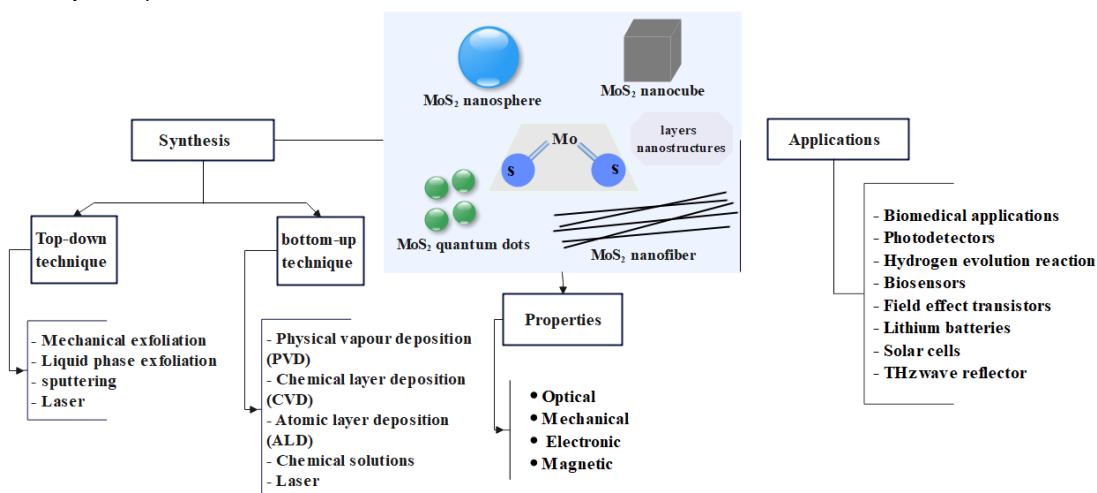 MoS₂ nanosphere
MoS₂ nanocube
Mo
S
S
layers
nanostructures
MoS₂ quantum dots
MoS₂ nanofiber
Synthesis
Top-down
technique
- Mechanical exfoliation
- Liquid phase exfoliation
- sputtering
- Laser
bottom-up
technique
- Physical vapour deposition
(PVD)
- Chemical layer deposition
(CVD)
- Atomic layer deposition
(ALD)
- Chemical solutions
- Laser
Properties
• Optical
• Mechanical
• Electronic
• Magnetic
Applications
- Biomedical applications
- Photodetectors
- Hydrogen evolution reaction
- Biosensors
- Field effect transistors
- Lithium batteries
- Solar cells
- THzwave reflector